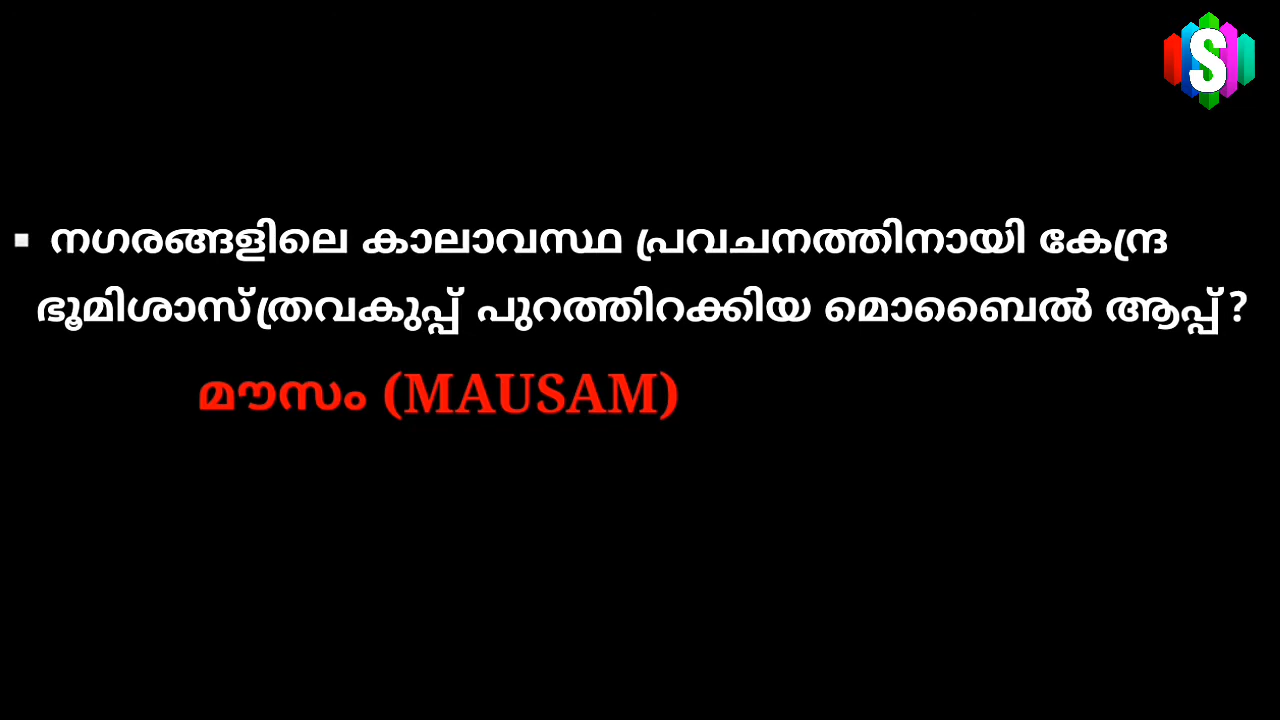 S
▪ നഗരങ്ങളിലെ കാലാവസ്ഥ പ്രവചനത്തിനായി കേന്ദ്ര
ഭൂമിശാസ്ത്രവകുപ്പ് പുറത്തിറക്കിയ മൊബൈൽ ആപ്പ്?
മൗസം (MAUSAM)